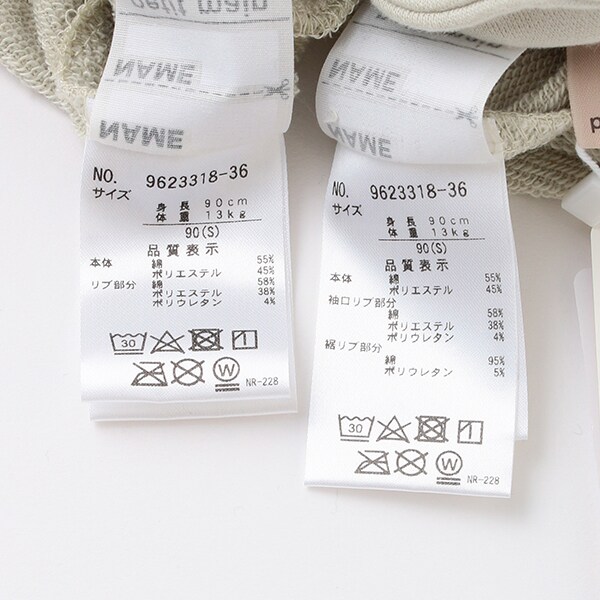 petit main
NAME
NAME
NO. 9623318-36
サイズ
身長 90cm
体重 13kg
90(S)
品質表示
本体 綿 55%
ポリエステル 45%
リブ部分 綿 58%
ポリエステル 38%
ポリウレタン 4%
30
W
NR-228
NAME
NAME
NO. 9623318-36
サイズ
身長 90cm
体重 13kg
90(S)
品質表示
本体 綿 55%
ポリエステル 45%
袖口リブ部分
綿 58%
ポリエステル 38%
ポリウレタン 4%
裾リブ部分
綿 95%
ポリウレタン 5%
30
W
NR-228